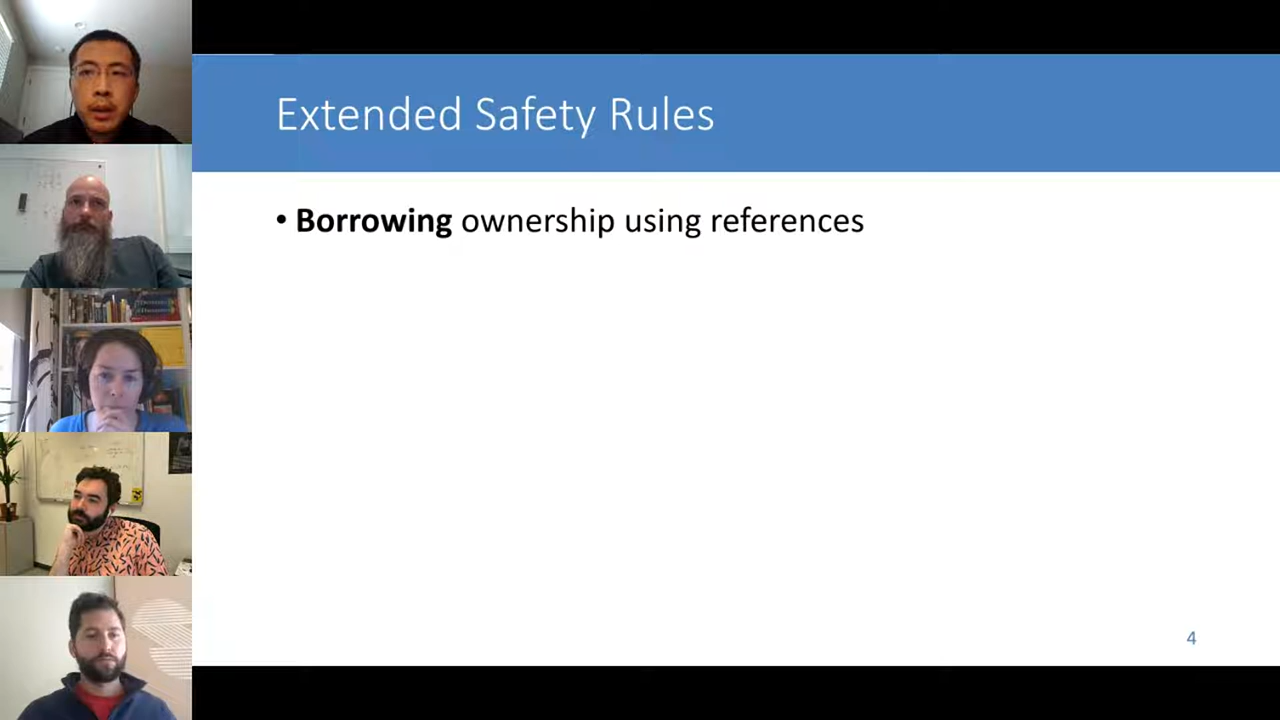 Extended Safety Rules
• Borrowing ownership using references
4